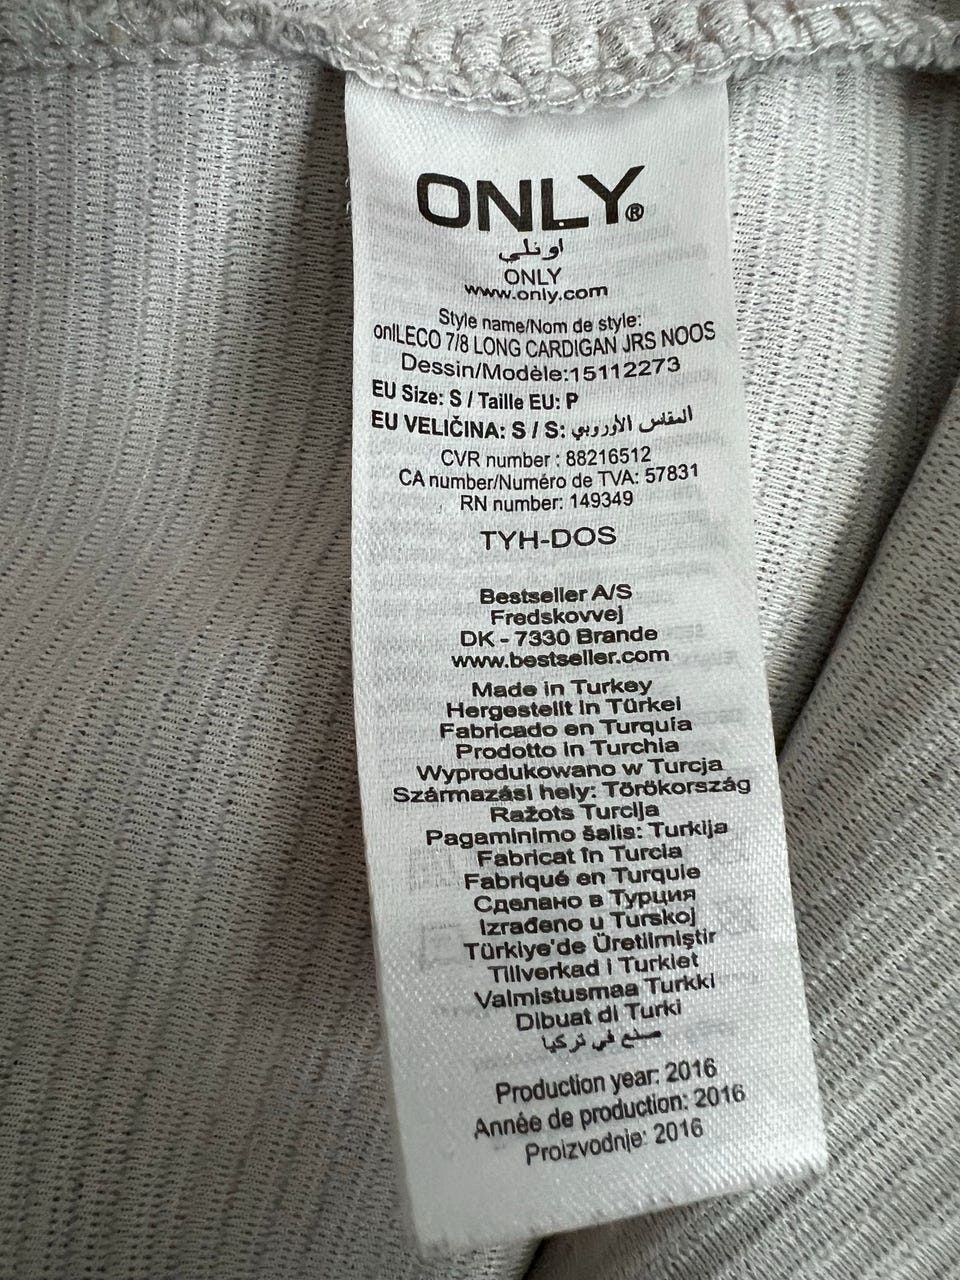 ONLY®
اونلي
ONLY
www.only.com
Style name/Nom de style:
onlLECO 7/8 LONG CARDIGAN JRS NOOS
Dessin/Modèle:15112273
EU Size: S / Taille EU: P
EU VELIČINA: S / S: المقاس الأوروبي
CVR number : 88216512
CA number/Numéro de TVA: 57831
RN number: 149349
TYH-DOS
Bestseller A/S
Fredskovvej
DK - 7330 Brande
www.bestseller.com
Made in Turkey
Hergestellt in Türkei
Fabricado en Turquía
Prodotto in Turchia
Wyprodukowano w Turcja
Származási hely: Törökország
Ražots Turcija
Pagaminimo šalis: Turkija
Fabricat în Turcia
Fabriqué en Turquie
Сделано в Турция
Izrađeno u Turskoj
Türkiye'de Üretilmiştir
Tillverkad i Turkiet
Valmistusmaa Turkki
Dibuat di Turki
صنع في تركيا
Production year: 2016
Année de production: 2016
Proizvodnje: 2016